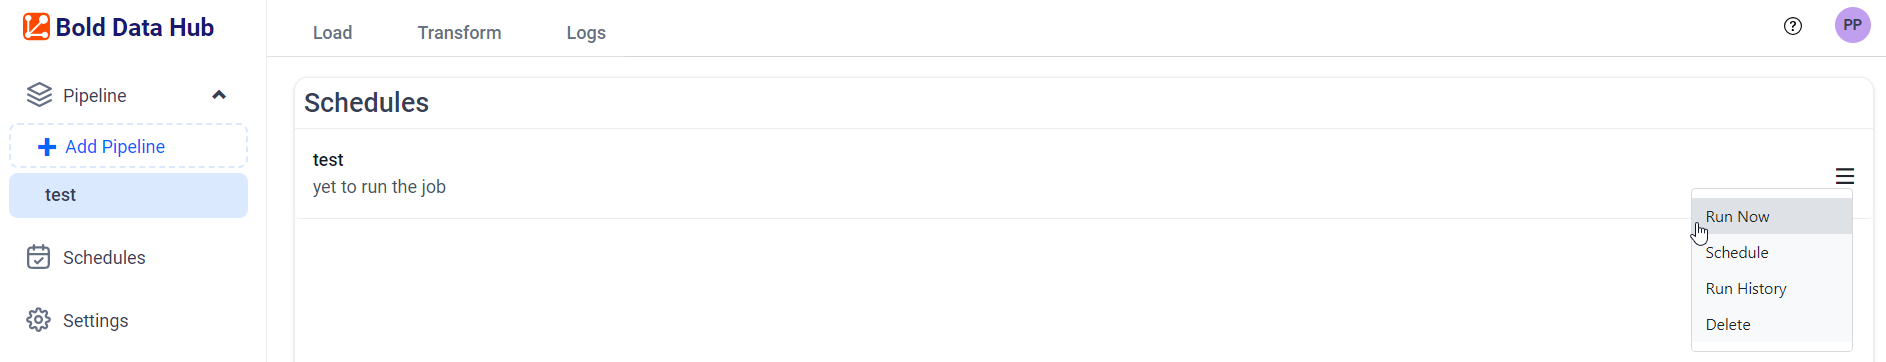 Bold Data Hub
Load
Transform
Logs
PP
Pipeline
Add Pipeline
test
Schedules
Settings
Schedules
test
yet to run the job
Run Now
Schedule
Run History
Delete